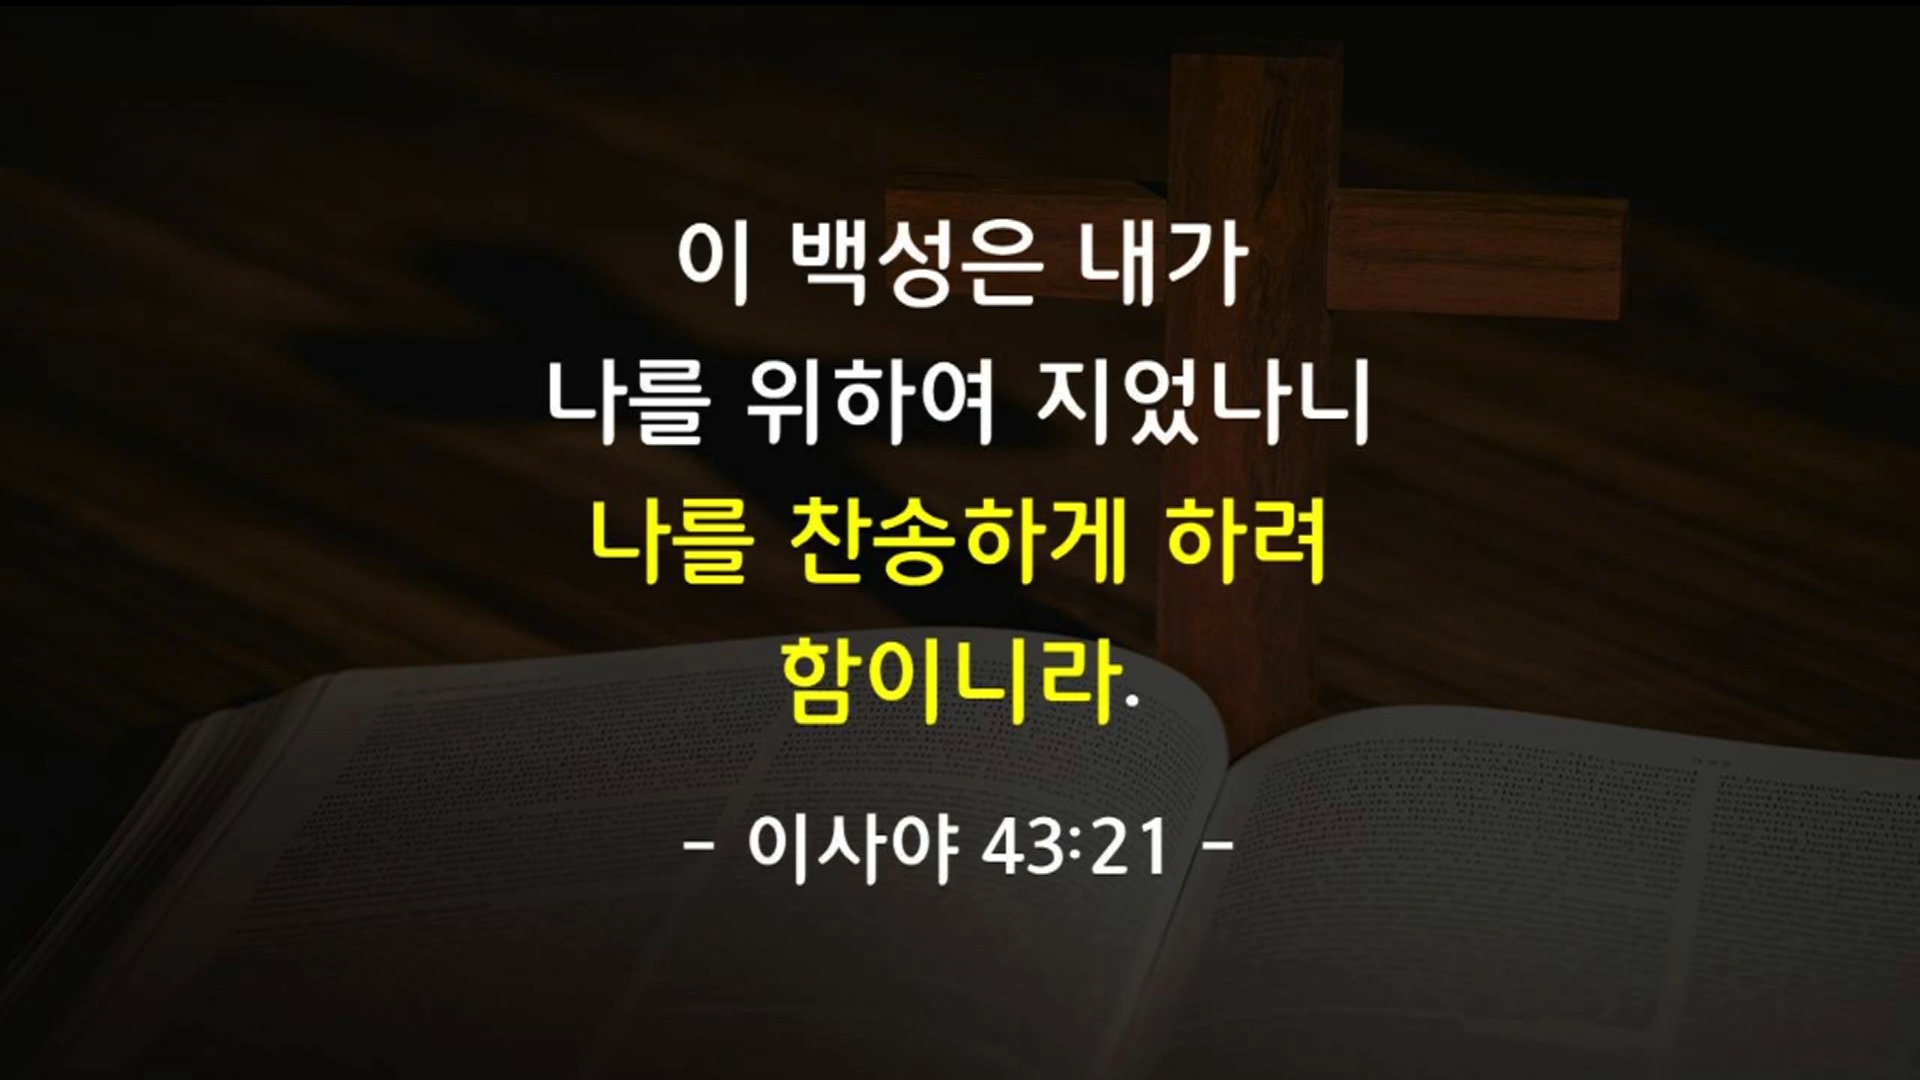 이 백성은 내가
나를 위하여 지었나니
나를 찬송하게 하려
함이니라.
- 이사야 43:21 -